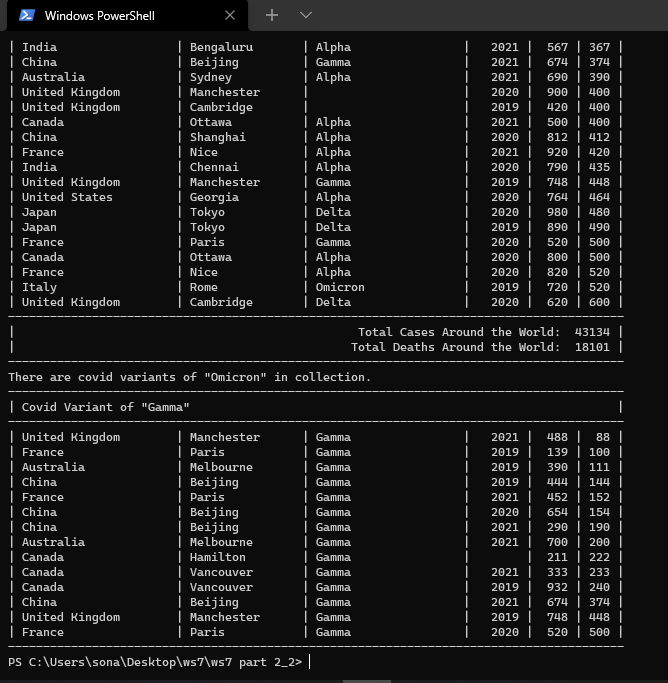 Windows PowerShell
| India | Bengaluru | Alpha | 2021 | 567 | 367 |
| China | Beijing | Gamma | 2021 | 674 | 374 |
| Australia | Sydney | Alpha | 2021 | 690 | 390 |
| United Kingdom | Manchester | | 2020 | 900 | 400 |
| United Kingdom | Cambridge | | 2019 | 420 | 400 |
| Canada | Ottawa | Alpha | 2021 | 500 | 400 |
| China | Shanghai | Alpha | 2020 | 812 | 412 |
| France | Nice | Alpha | 2021 | 920 | 420 |
| India | Chennai | Alpha | 2020 | 790 | 435 |
| United Kingdom | Manchester | Gamma | 2019 | 748 | 448 |
| United States | Georgia | Alpha | 2020 | 764 | 464 |
| Japan | Tokyo | Delta | 2020 | 980 | 480 |
| Japan | Tokyo | Delta | 2019 | 890 | 490 |
| France | Paris | Gamma | 2020 | 520 | 500 |
| Canada | Ottawa | Alpha | 2020 | 800 | 500 |
| France | Nice | Alpha | 2020 | 820 | 520 |
| Italy | Rome | Omicron | 2019 | 720 | 520 |
| United Kingdom | Cambridge | Delta | 2020 | 620 | 600 |
----------------------------------------------------------------------------------------
| Total Cases Around the World: 43134 |
| Total Deaths Around the World: 18101 |
----------------------------------------------------------------------------------------
There are covid variants of "Omicron" in collection.
----------------------------------------------------------------------------------------
| Covid Variant of "Gamma" |
----------------------------------------------------------------------------------------
| United Kingdom | Manchester | Gamma | 2021 | 488 | 88 |
| France | Paris | Gamma | 2019 | 139 | 100 |
| Australia | Melbourne | Gamma | 2019 | 390 | 111 |
| China | Beijing | Gamma | 2019 | 444 | 144 |
| France | Paris | Gamma | 2021 | 452 | 152 |
| China | Beijing | Gamma | 2020 | 654 | 154 |
| China | Beijing | Gamma | 2021 | 290 | 190 |
| Australia | Melbourne | Gamma | 2021 | 700 | 200 |
| Canada | Hamilton | Gamma | | 211 | 222 |
| Canada | Vancouver | Gamma | 2021 | 333 | 233 |
| Canada | Vancouver | Gamma | 2019 | 932 | 240 |
| China | Beijing | Gamma | 2021 | 674 | 374 |
| United Kingdom | Manchester | Gamma | 2019 | 748 | 448 |
| France | Paris | Gamma | 2020 | 520 | 500 |
----------------------------------------------------------------------------------------
PS C:\Users\sona\Desktop\ws7\ws7 part 2_2>